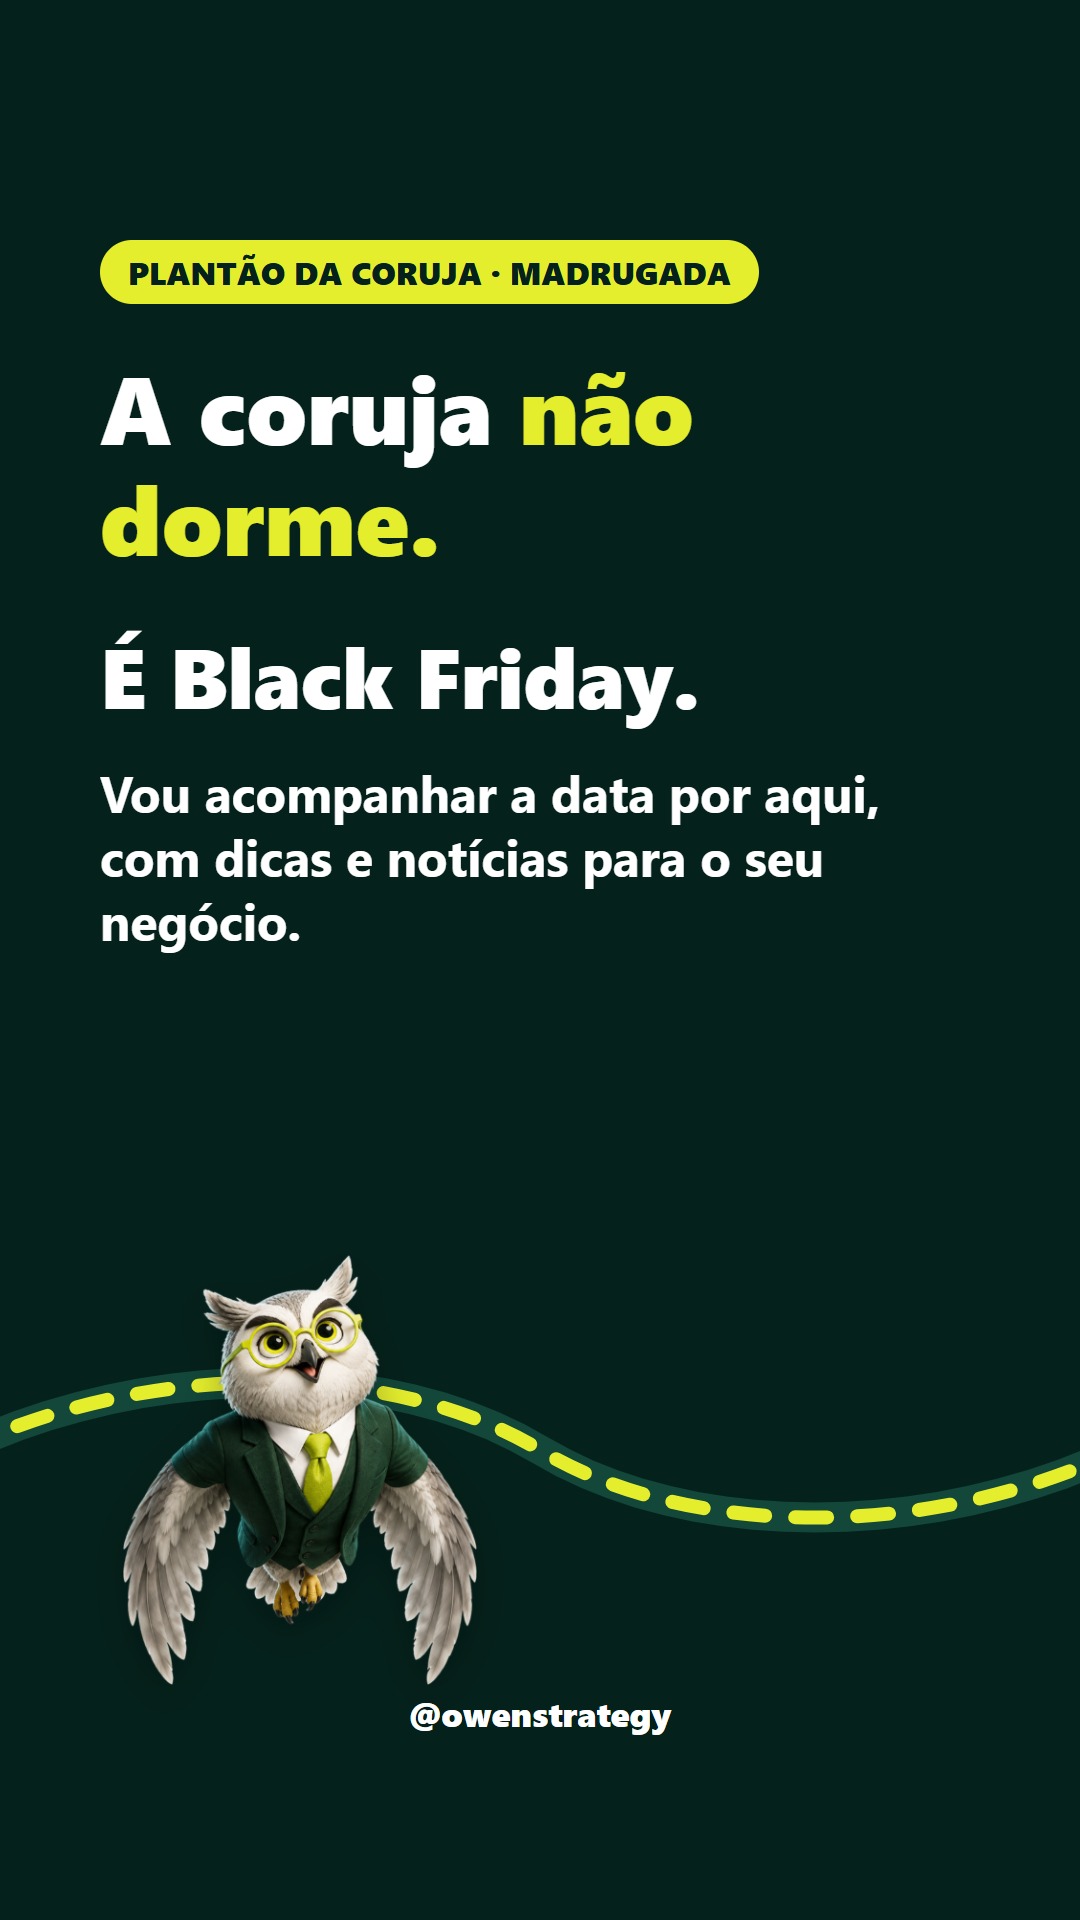 PLANTÃO DA CORUJA · MADRUGADA
A coruja não
dorme.
É Black Friday.
Vou acompanhar a data por aqui,
com dicas e notícias para o seu
negócio.
@owenstrategy